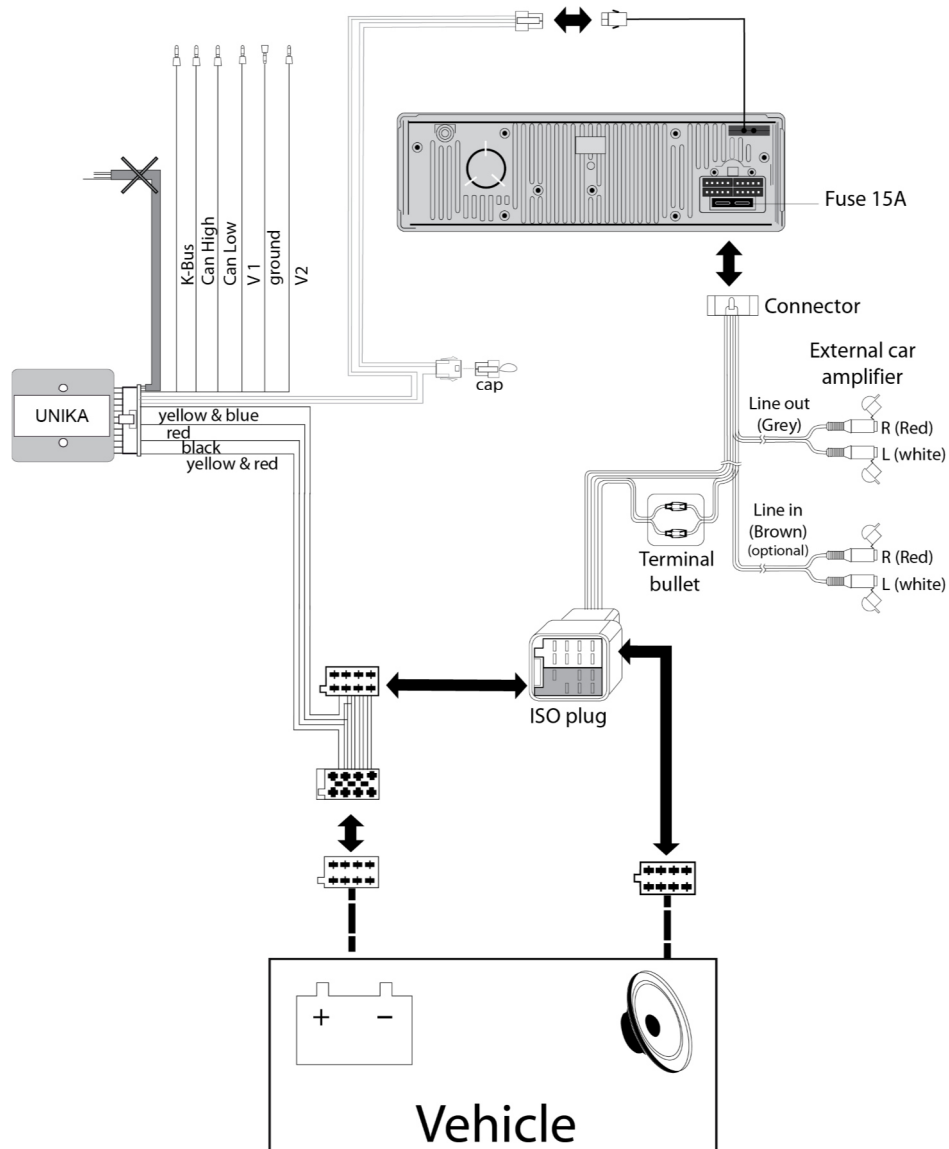 K-Bus
Can High
Can Low
V 1
ground
V2
Fuse 15A
Connector
External car
amplifier
Line out
(Grey)
R (Red)
L (white)
cap
UNIKA
yellow & blue
red
black
yellow & red
Line in
(Brown)
(optional)
R (Red)
L (white)
Terminal
bullet
ISO plug
+ −
Vehicle